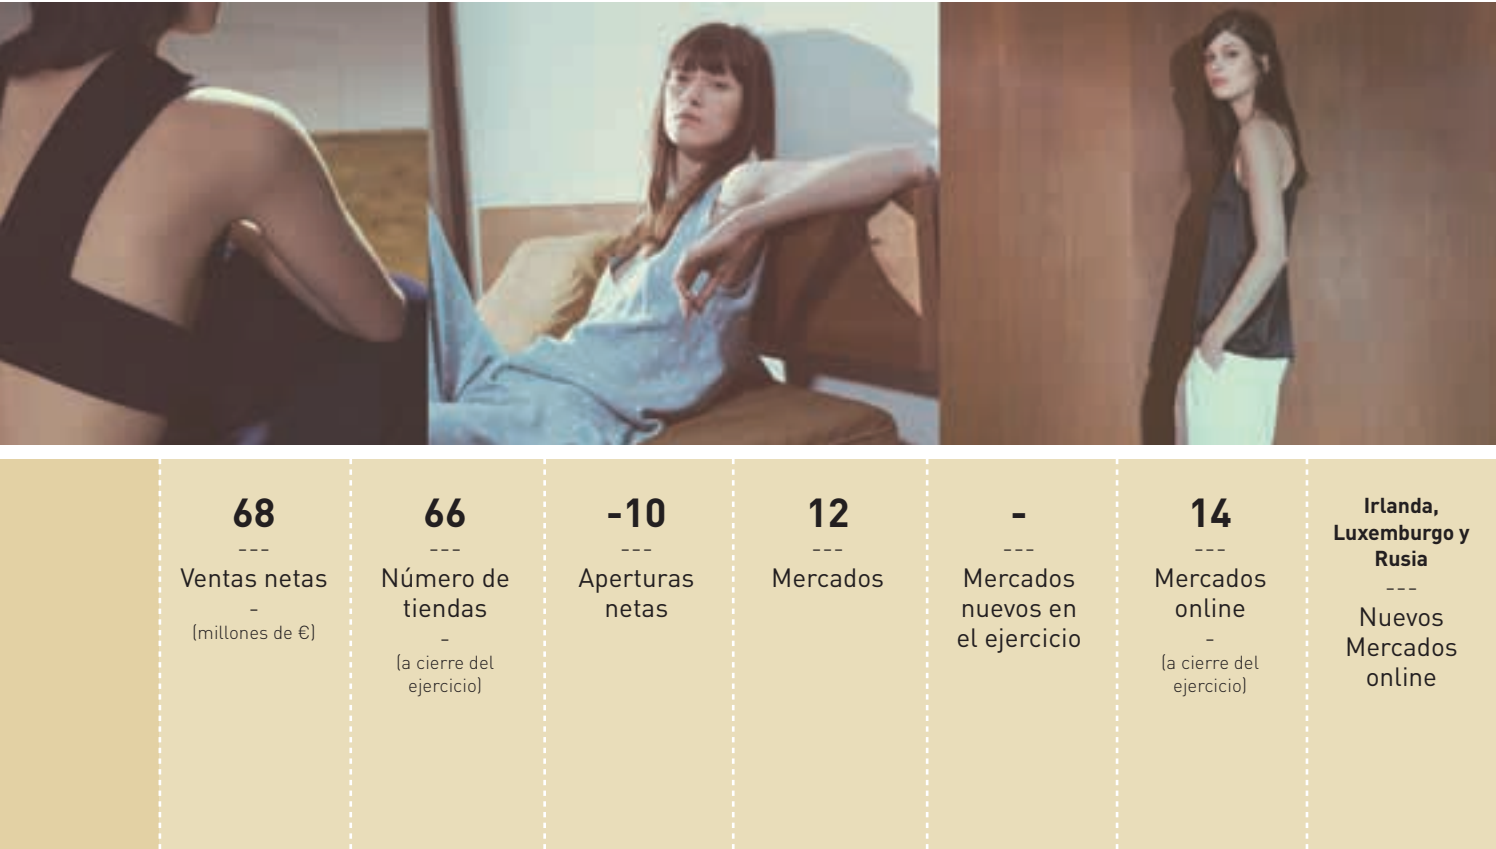 68
---
Ventas netas
-
(millones de €)
66
---
Número de
tiendas
-
(a cierre del
ejercicio)
-10
---
Aperturas
netas
12
---
Mercados
-
---
Mercados
nuevos en
el ejercicio
14
---
Mercados
online
-
(a cierre del
ejercicio)
Irlanda,
Luxemburgo y
Rusia
---
Nuevos
Mercados
online